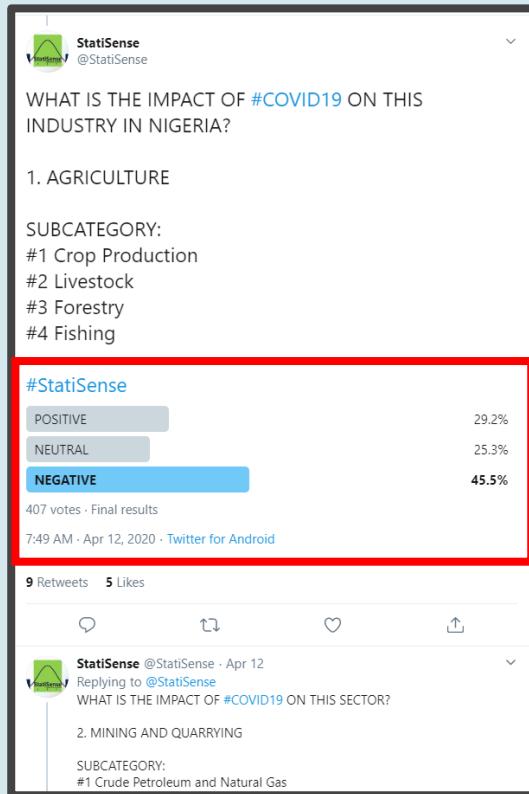 StatiSense
StatiSense
@StatiSense
WHAT IS THE IMPACT OF #COVID19 ON THIS
INDUSTRY IN NIGERIA?
1. AGRICULTURE
SUBCATEGORY:
#1 Crop Production
#2 Livestock
#3 Forestry
#4 Fishing
#StatiSense
POSITIVE 29.2%
NEUTRAL 25.3%
NEGATIVE 45.5%
407 votes · Final results
7:49 AM · Apr 12, 2020 · Twitter for Android
9 Retweets 5 Likes
StatiSense
StatiSense @StatiSense · Apr 12
Replying to @StatiSense
WHAT IS THE IMPACT OF #COVID19 ON THIS SECTOR?
2. MINING AND QUARRYING
SUBCATEGORY:
#1 Crude Petroleum and Natural Gas